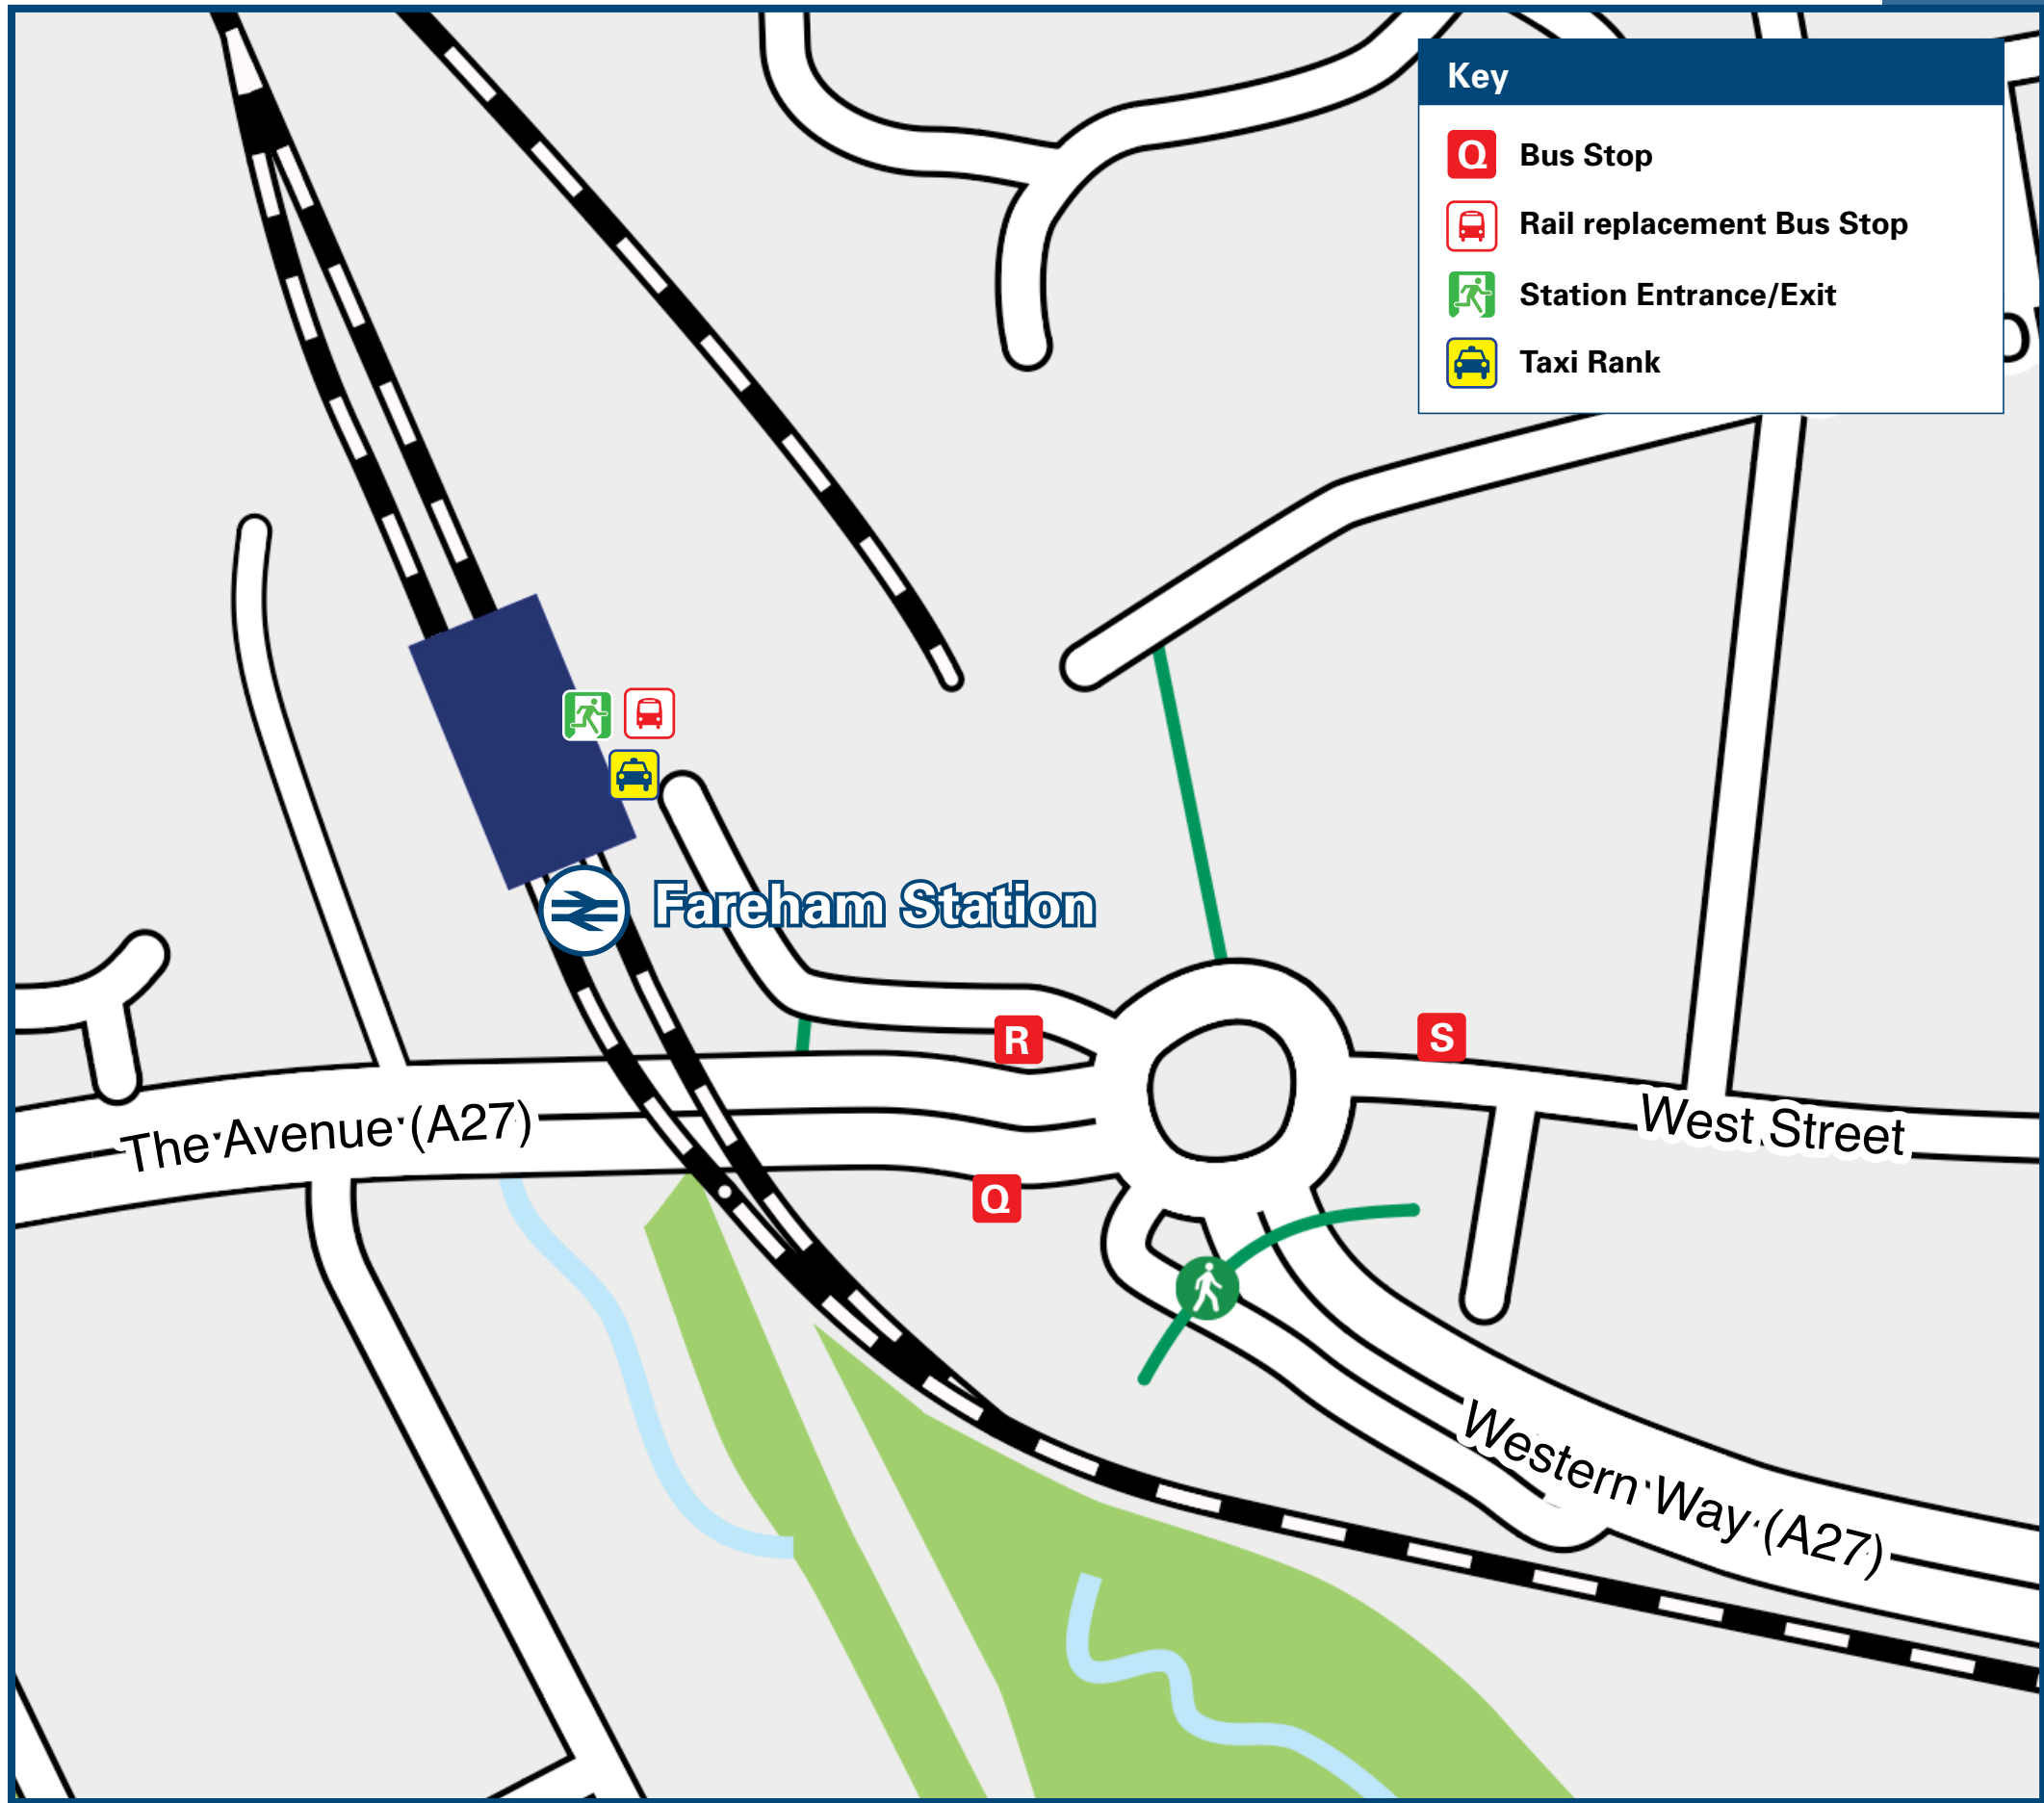 Key
Q Bus Stop
Rail replacement Bus Stop
Station Entrance/Exit
Taxi Rank
Fareham Station
R
S
The Avenue (A27)
West Street
Q
Western Way (A27)